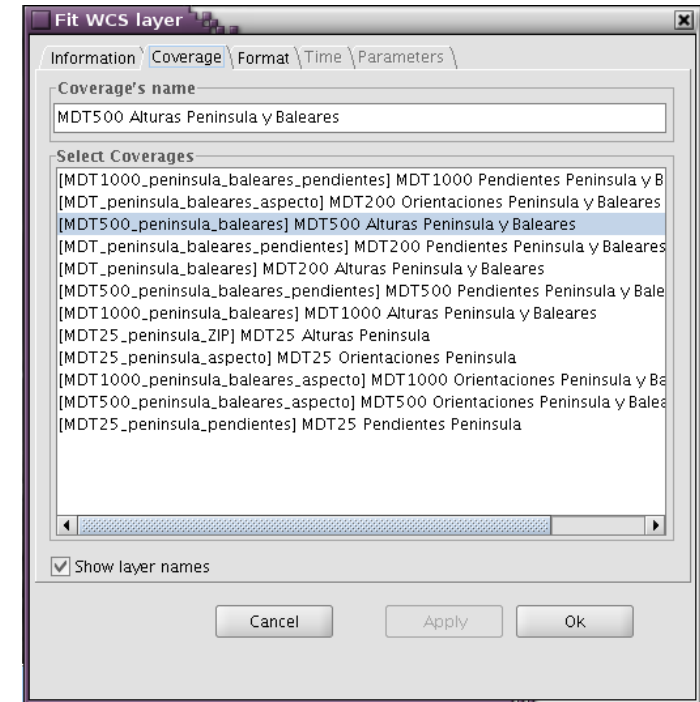 Fit WCS layer
Information Coverage Format Time Parameters
Coverage's name
MDT500 Alturas Peninsula y Baleares
Select Coverages
[MDT1000_peninsula_baleares_pendientes] MDT1000 Pendientes Peninsula y B
[MDT_peninsula_baleares_aspecto] MDT200 Orientaciones Peninsula y Baleares
[MDT500_peninsula_baleares] MDT500 Alturas Peninsula y Baleares
[MDT_peninsula_baleares_pendientes] MDT200 Pendientes Peninsula y Baleares
[MDT_peninsula_baleares] MDT200 Alturas Peninsula y Baleares
[MDT500_peninsula_baleares_pendientes] MDT500 Pendientes Peninsula y Bale
[MDT1000_peninsula_baleares] MDT1000 Alturas Peninsula y Baleares
[MDT25_peninsula_ZIP] MDT25 Alturas Peninsula
[MDT25_peninsula_aspecto] MDT25 Orientaciones Peninsula
[MDT1000_peninsula_baleares_aspecto] MDT1000 Orientaciones Peninsula y Ba
[MDT500_peninsula_baleares_aspecto] MDT500 Orientaciones Peninsula y Balea
[MDT25_peninsula_pendientes] MDT25 Pendientes Peninsula
Show layer names
Cancel Apply Ok